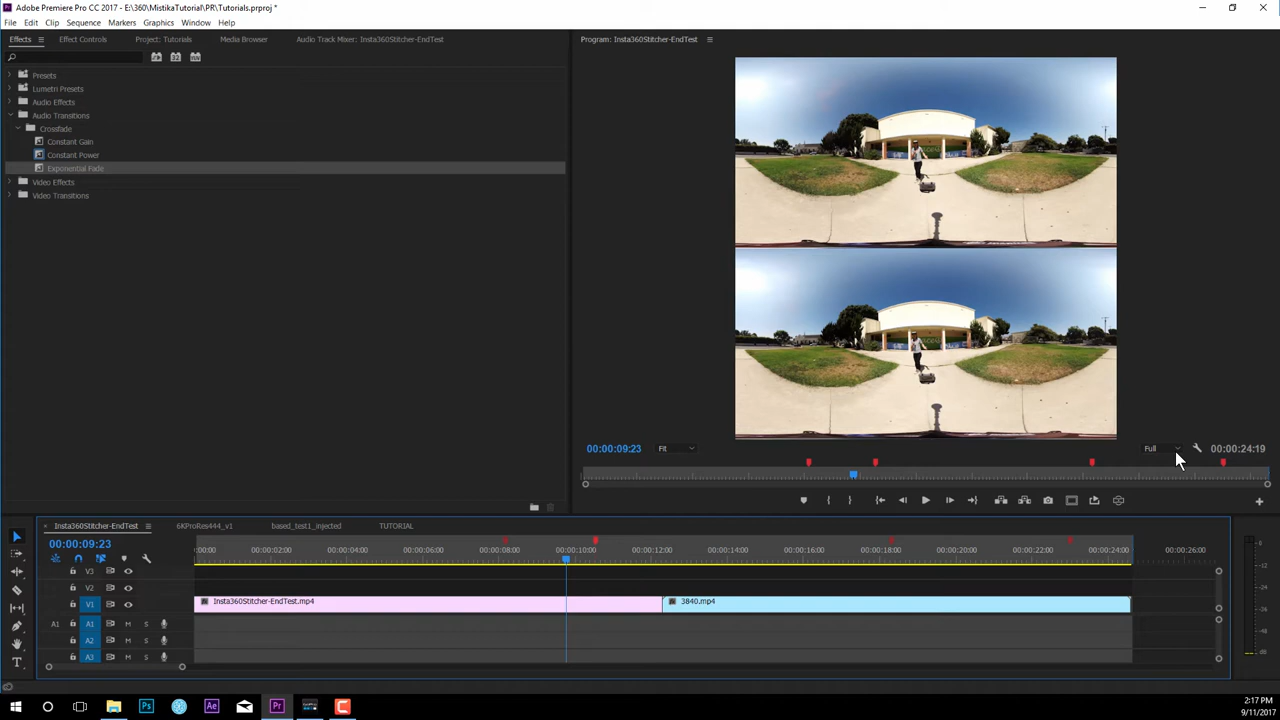 Adobe Premiere Pro CC 2017 - E:\360\MistikaTutorial\PR\Tutorials.prproj *
File Edit Clip Sequence Markers Graphics Window Help
Effects Effect Controls Project: Tutorials Media Browser Audio Track Mixer: Insta360Stitcher-EndTest Program: Insta360Stitcher-EndTest
Presets
Lumetri Presets
Audio Effects
Audio Transitions
Crossfade
Constant Gain
Constant Power
Exponential Fade
Video Effects
Video Transitions
00:00:09:23 Fit Full 00:00:24:19
Insta360Stitcher-EndTest 6KProRes444_v1 based_test1_injected TUTORIAL
00:00:09:23
:00:00 00:00:02:00 00:00:04:00 00:00:06:00 00:00:08:00 00:00:10:00 00:00:12:00 00:00:14:00 00:00:16:00 00:00:18:00 00:00:20:00 00:00:22:00 00:00:24:00 00:00:26:00
V3
V2
V1 Insta360Stitcher-EndTest.mp4 3840.mp4
A1 A1 M S
A2 M S
A3 M S
Ps Ae Pr
2:17 PM
9/11/2017